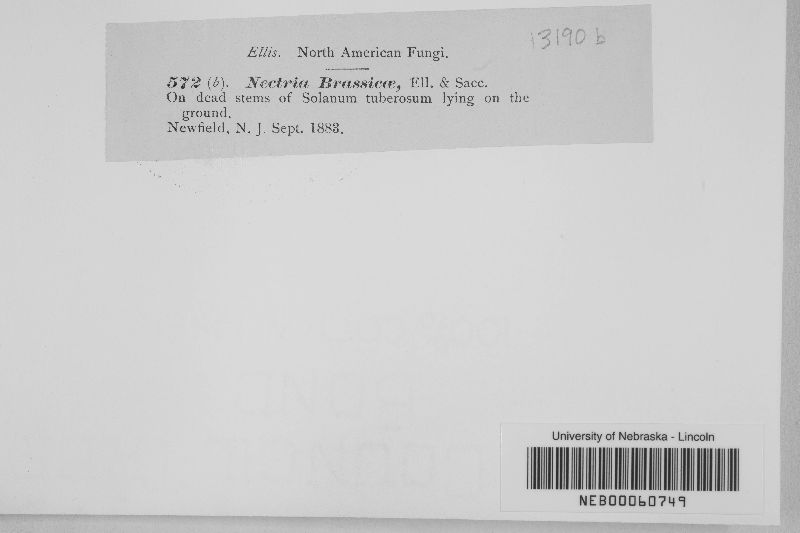 13190 b
Ellis. North American Fungi.
572 (b). Nectria Brassicæ, Ell. & Sacc.
On dead stems of Solanum tuberosum lying on the
ground.
Newfield, N. J. Sept. 1883.
University of Nebraska - Lincoln
NEB00060749